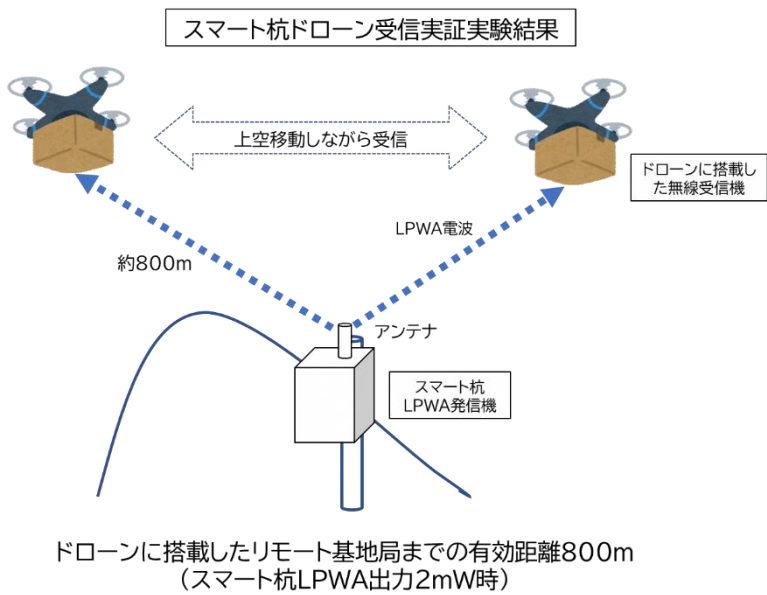 スマート杭ドローン受信実証実験結果
上空移動しながら受信
ドローンに搭載し
た無線受信機
LPWA電波
約800m
アンテナ
スマート杭
LPWA発信機
ドローンに搭載したリモート基地局までの有効距離800m
（スマート杭LPWA出力2mW時）